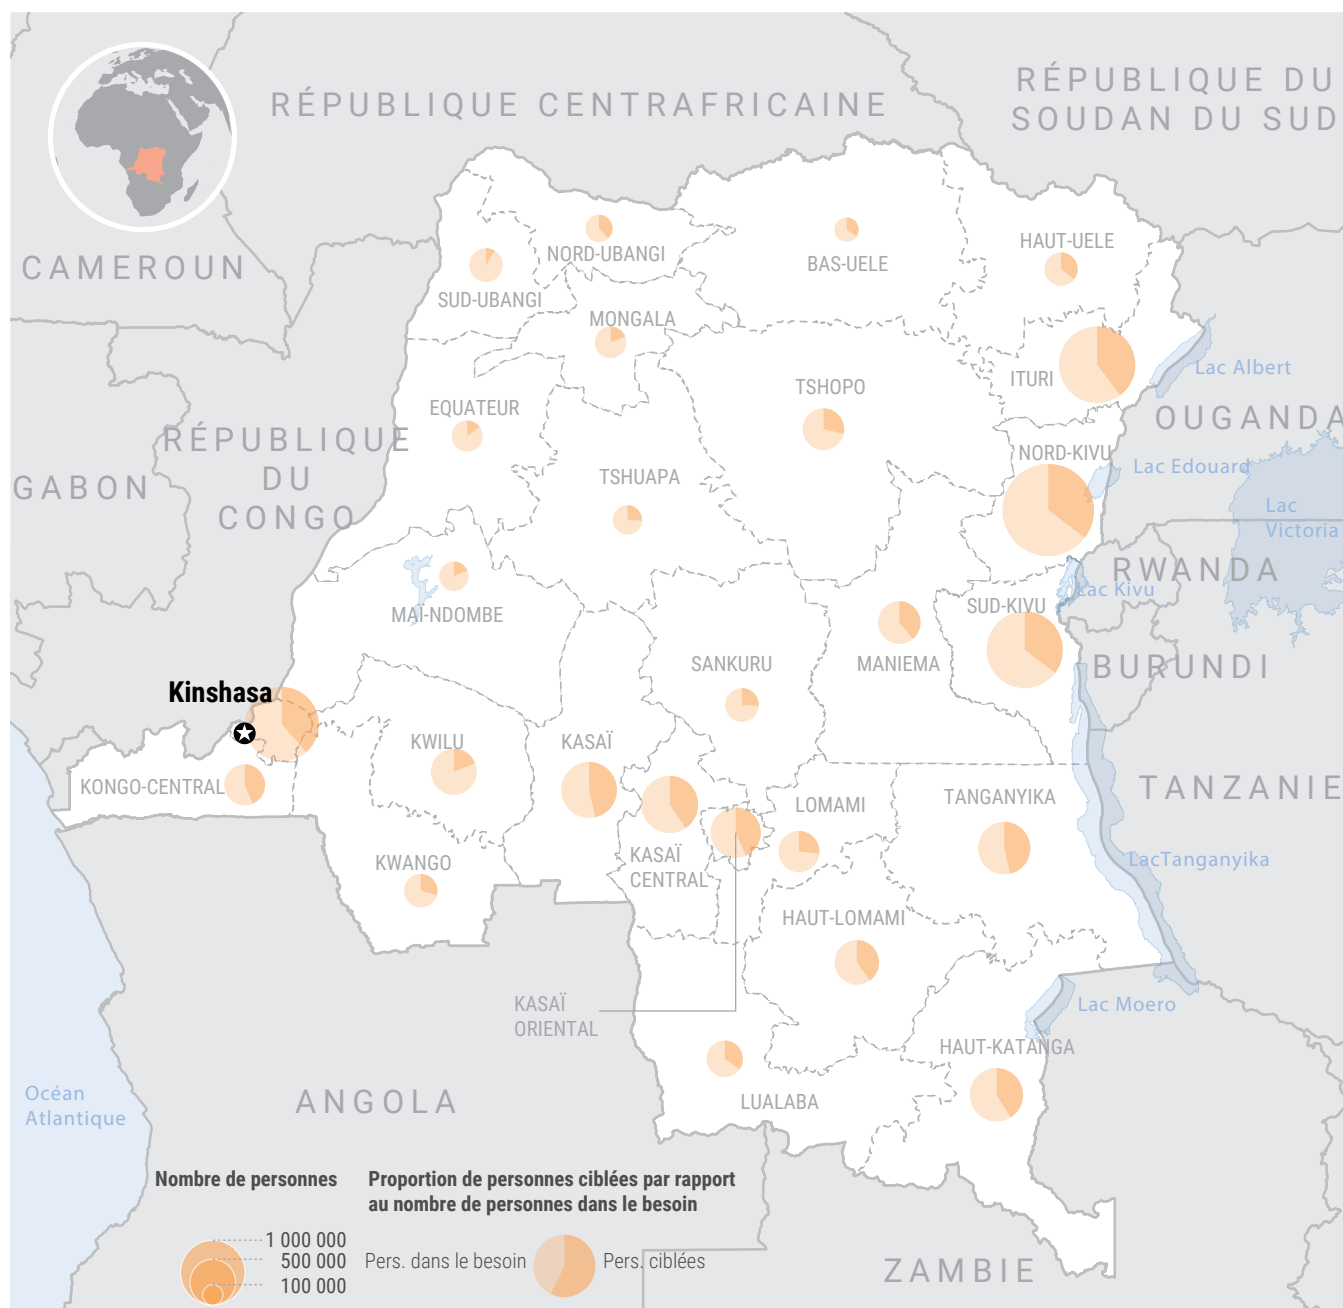 RÉPUBLIQUE CENTRAFRICAINE
RÉPUBLIQUE DU
SOUDAN DU SUD
CAMEROUN
NORD-UBANGI
BAS-UELE
HAUT-UELE
SUD-UBANGI
MONGALA
ITURI
Lac Albert
TSHOPO
EQUATEUR
OUGANDA
RÉPUBLIQUE
DU
CONGO
GABON
NORD-KIVU
Lac Edouard
TSHUAPA
Lac
Victoria
RWANDA
Lac Kivu
MAÏ-NDOMBE
SUD-KIVU
SANKURU
MANIEMA
BURUNDI
Kinshasa
KWILU
KASAÏ
KONGO-CENTRAL
LOMAMI
TANGANYIKA
TANZANIE
KWANGO
KASAÏ
CENTRAL
LacTanganyika
HAUT-LOMAMI
KASAÏ
ORIENTAL
Lac Moero
HAUT-KATANGA
LUALABA
Océan
Atlantique
ANGOLA
ZAMBIE
Nombre de personnes
1 000 000
500 000
100 000
Proportion de personnes ciblées par rapport
au nombre de personnes dans le besoin
Pers. dans le besoin
Pers. ciblées